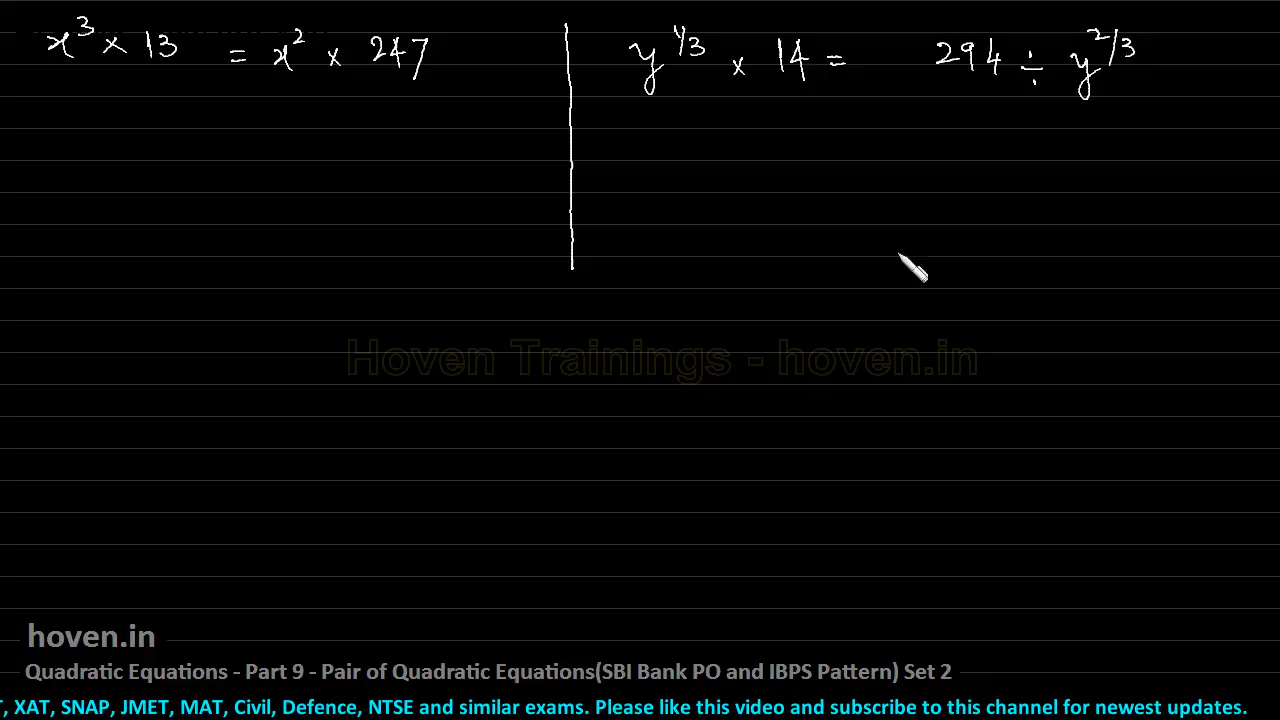 x³ × 13 = x² × 247
y^1/3 × 14 = 294 ÷ y^2/3
Hoven Trainings - hoven.in
hoven.in
Quadratic Equations - Part 9 - Pair of Quadratic Equations(SBI Bank PO and IBPS Pattern) Set 2
, XAT, SNAP, JMET, MAT, Civil, Defence, NTSE and similar exams. Please like this video and subscribe to this channel for newest updates.